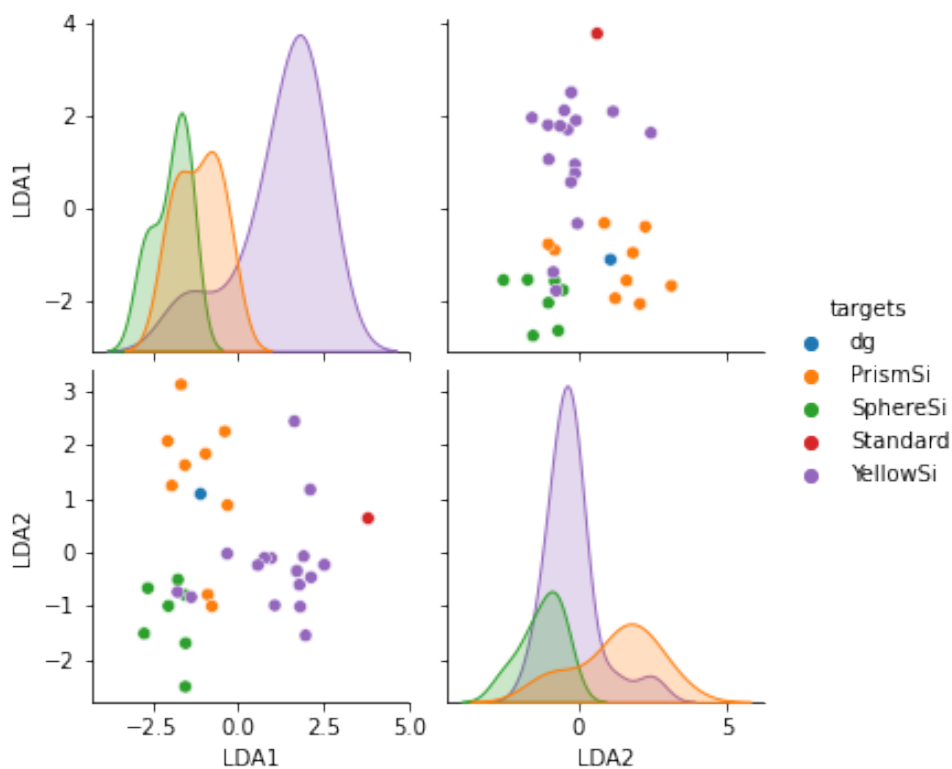 4
2
0
−2
LDA1
targets
dg
PrismSi
SphereSi
Standard
YellowSi
3
2
1
0
−1
−2
LDA2
−2.5
0.0
2.5
5.0
LDA1
0
5
LDA2